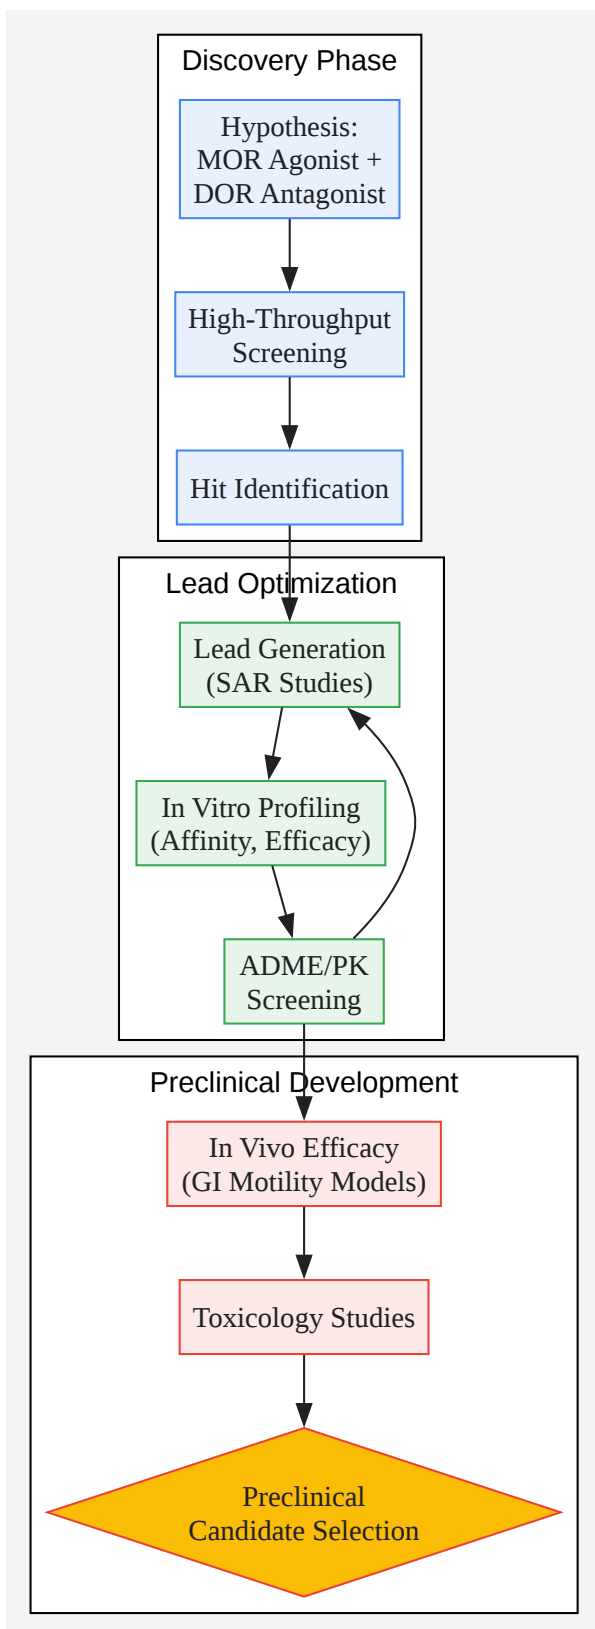 Discovery Phase
Hypothesis:
MOR Agonist +
DOR Antagonist
High-Throughput
Screening
Hit Identification
Lead Optimization
Lead Generation
(SAR Studies)
In Vitro Profiling
(Affinity, Efficacy)
ADME/PK
Screening
Preclinical Development
In Vivo Efficacy
(GI Motility Models)
Toxicology Studies
Preclinical
Candidate Selection